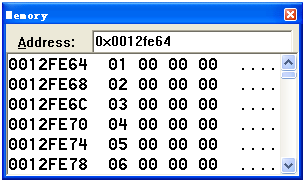 Memory
Address: 0x0012fe64
0012FE64 01 00 00 00 ....
0012FE68 02 00 00 00 ....
0012FE6C 03 00 00 00 ....
0012FE70 04 00 00 00 ....
0012FE74 05 00 00 00 ....
0012FE78 06 00 00 00 ....